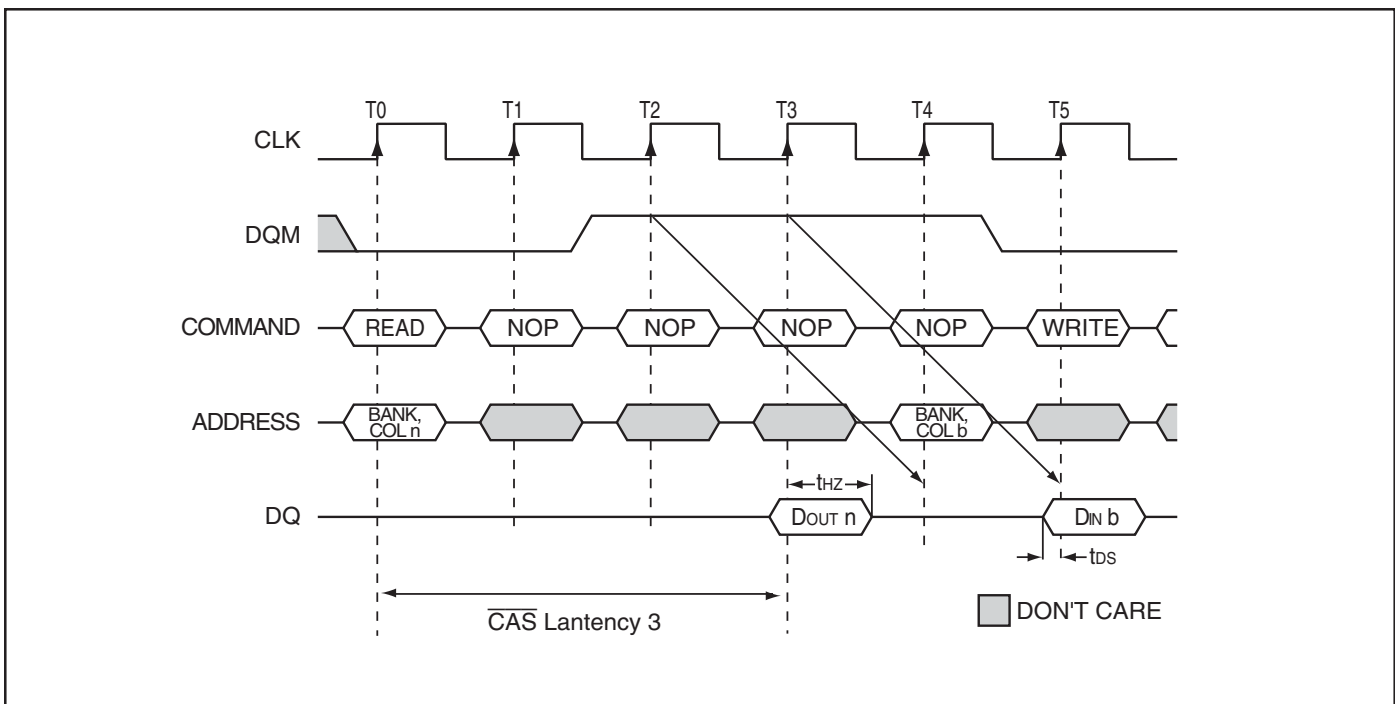 T0 T1 T2 T3 T4 T5
CLK
DQM
COMMAND READ NOP NOP NOP NOP WRITE
ADDRESS BANK, COL n BANK, COL b
tHZ
DQ DOUT n DIN b
tDS
CAS Lantency 3
DON'T CARE